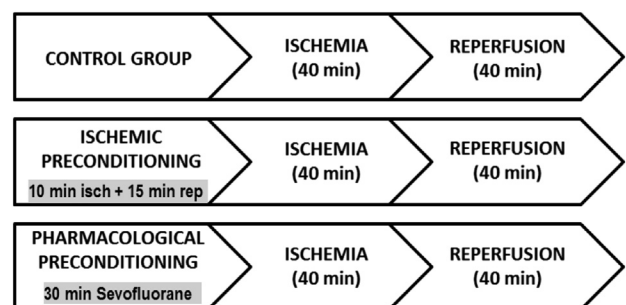 CONTROL GROUP
ISCHEMIA
(40 min)
REPERFUSION
(40 min)
ISCHEMIC
PRECONDITIONING
10 min isch + 15 min rep
ISCHEMIA
(40 min)
REPERFUSION
(40 min)
PHARMACOLOGICAL
PRECONDITIONING
30 min Sevofluorane
ISCHEMIA
(40 min)
REPERFUSION
(40 min)